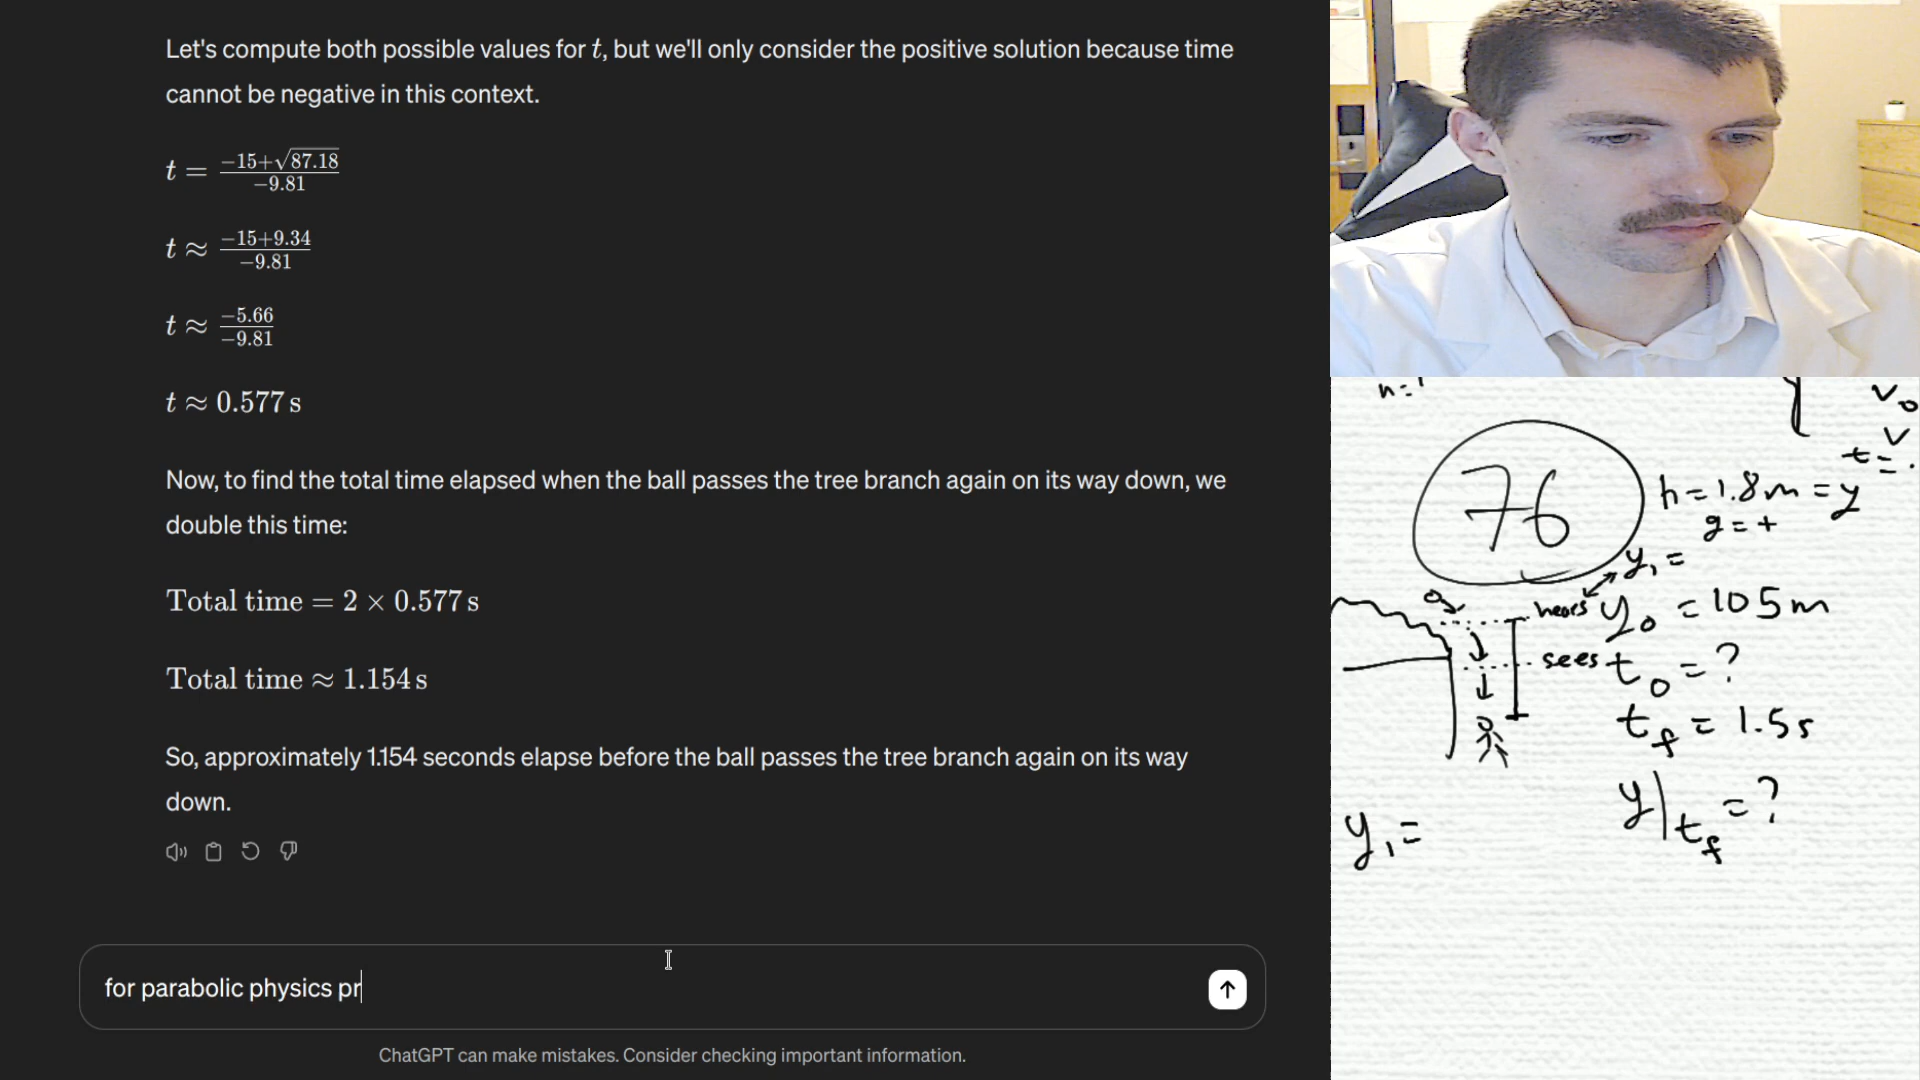 Let's compute both possible values for t, but we'll only consider the positive solution because time
cannot be negative in this context.
t = −15+√87.18 / −9.81
t ≈ −15+9.34 / −9.81
t ≈ −5.66 / −9.81
t ≈ 0.577 s
Now, to find the total time elapsed when the ball passes the tree branch again on its way down, we
double this time:
Total time = 2 × 0.577 s
Total time ≈ 1.154 s
So, approximately 1.154 seconds elapse before the ball passes the tree branch again on its way
down.
for parabolic physics pr
ChatGPT can make mistakes. Consider checking important information.
v₀
v
t=.
76
h=1.8m=y
g=+
y₁=
hears y₀ =105m
sees t₀ =?
t_f = 1.5s
y|t_f =?
y₁=